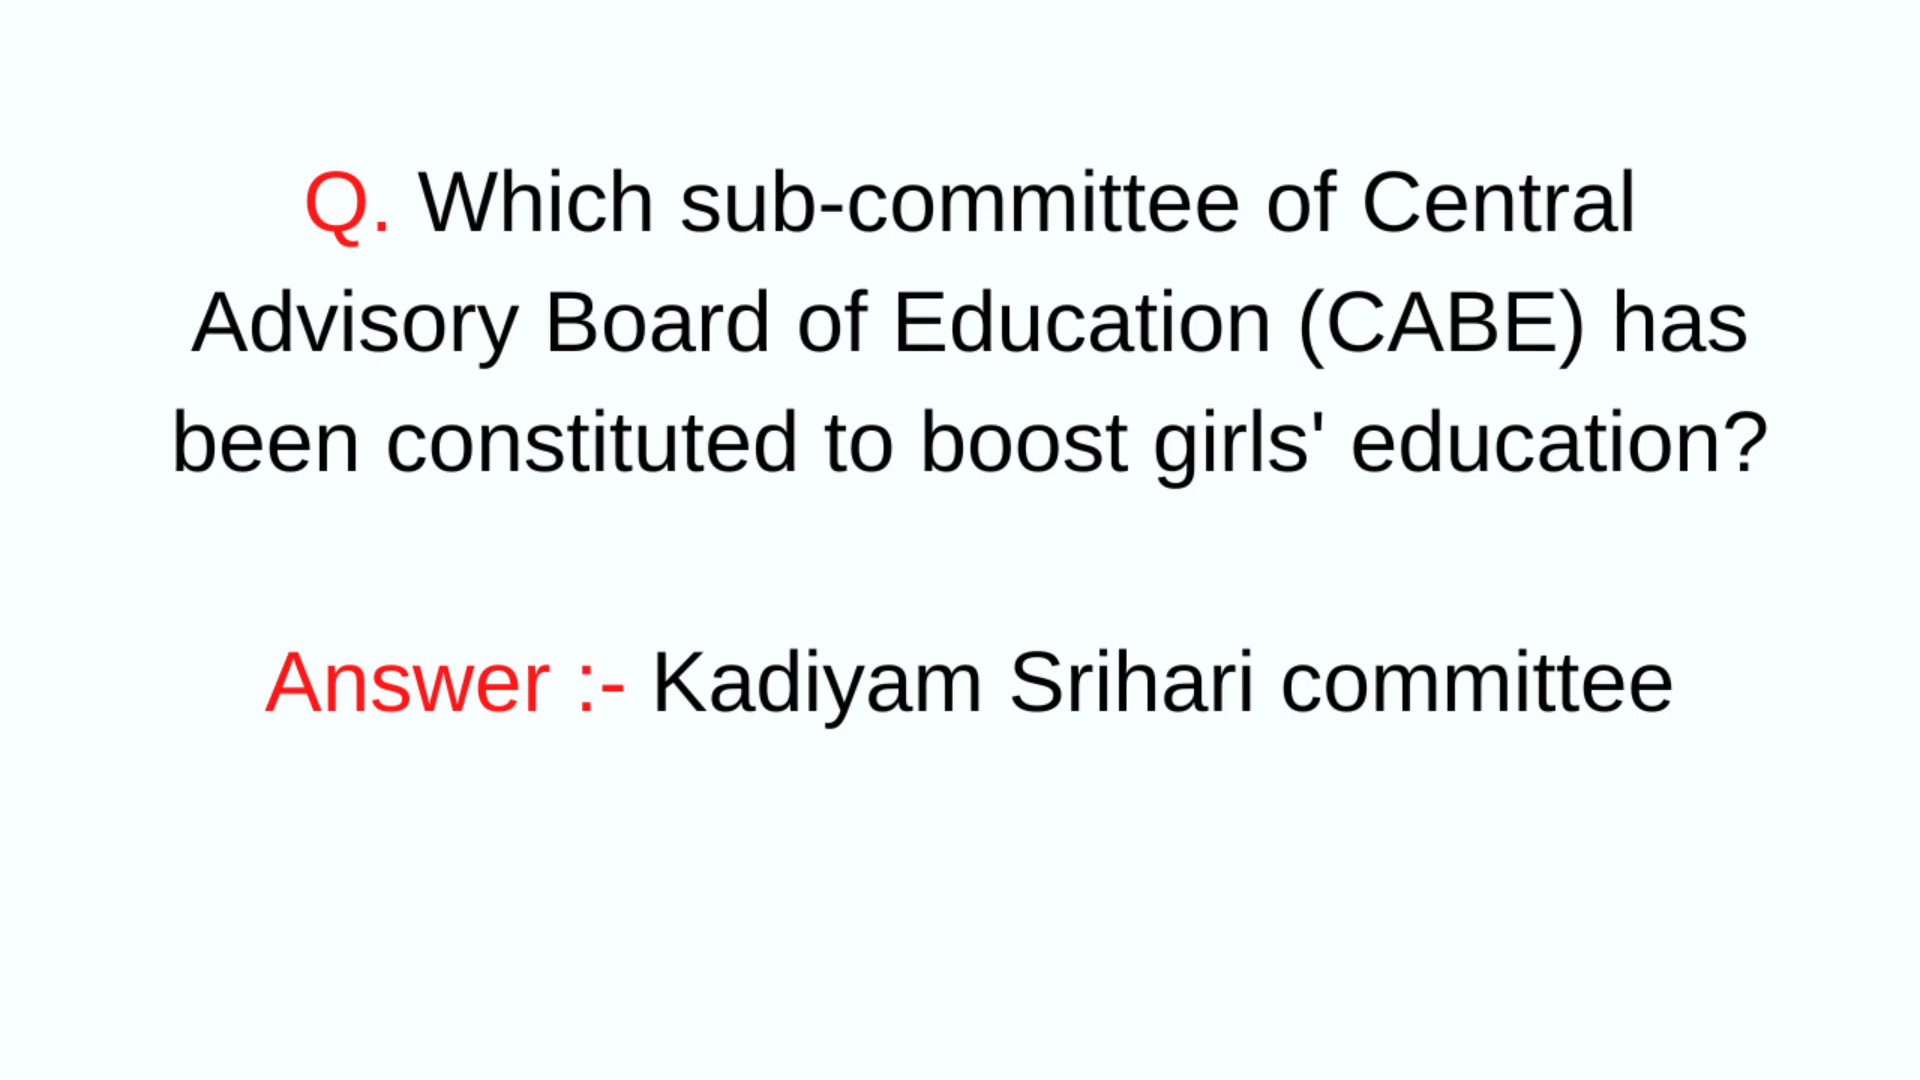 Q. Which sub-committee of Central
Advisory Board of Education (CABE) has
been constituted to boost girls' education?
Answer :- Kadiyam Srihari committee